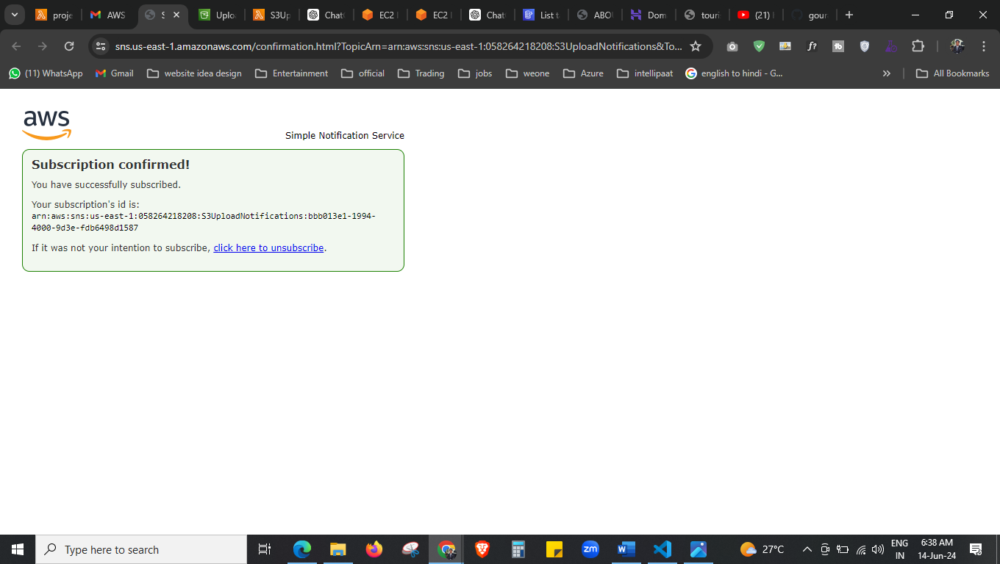 proje
AWS
S
Uplo
S3Up
Chat
EC2
EC2
Chat
List t
ABO
Dom
touri
(21)
gour
sns.us-east-1.amazonaws.com/confirmation.html?TopicArn=arn:aws:sns:us-east-1:058264218208:S3UploadNotifications&To...
f?
tb
(11) WhatsApp
Gmail
website idea design
Entertainment
official
Trading
jobs
weone
Azure
intellipaat
english to hindi - G...
»
All Bookmarks
aws
Simple Notification Service
Subscription confirmed!
You have successfully subscribed.
Your subscription's id is:
arn:aws:sns:us-east-1:058264218208:S3UploadNotifications:bbb013e1-1994-
4000-9d3e-fdb6498d1587
If it was not your intention to subscribe, click here to unsubscribe.
Type here to search
zm
27°C
ENG
IN
6:38 AM
14-Jun-24